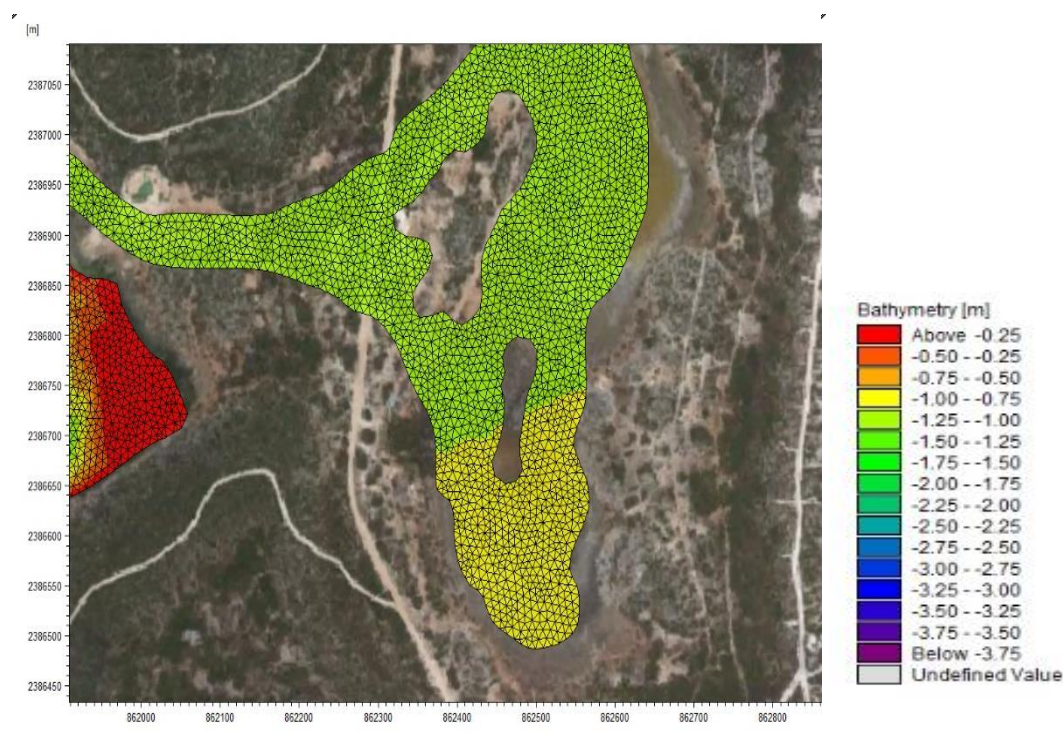 [m]
2387050
2387000
2386950
2386900
2386850
2386800
2386750
2386700
2386650
2386600
2386550
2386500
2386450
862000
862100
862200
862300
862400
862500
862600
862700
862800
Bathymetry [m]
Above -0.25
-0.50 - -0.25
-0.75 - -0.50
-1.00 - -0.75
-1.25 - -1.00
-1.50 - -1.25
-1.75 - -1.50
-2.00 - -1.75
-2.25 - -2.00
-2.50 - -2.25
-2.75 - -2.50
-3.00 - -2.75
-3.25 - -3.00
-3.50 - -3.25
-3.75 - -3.50
Below -3.75
Undefined Value